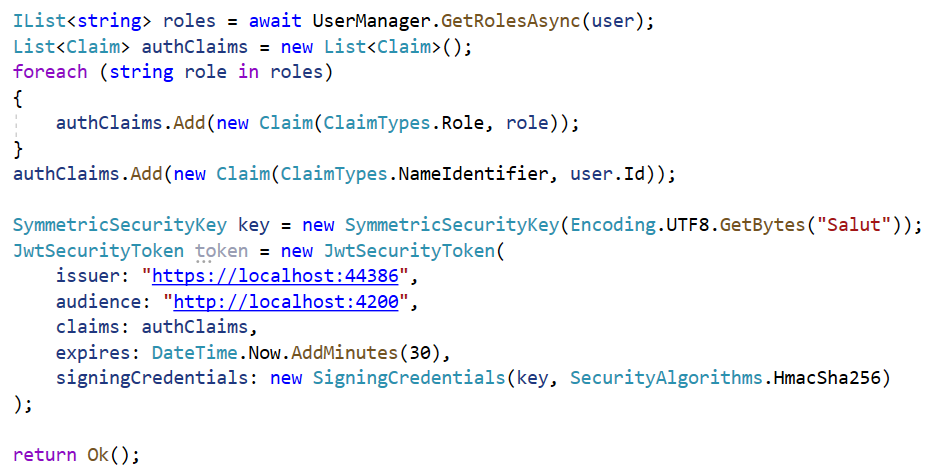 IList<string> roles = await UserManager.GetRolesAsync(user);
List<Claim> authClaims = new List<Claim>();
foreach (string role in roles)
{
    authClaims.Add(new Claim(ClaimTypes.Role, role));
}
authClaims.Add(new Claim(ClaimTypes.NameIdentifier, user.Id));

SymmetricSecurityKey key = new SymmetricSecurityKey(Encoding.UTF8.GetBytes("Salut"));
JwtSecurityToken token = new JwtSecurityToken(
    issuer: "https://localhost:44386",
    audience: "http://localhost:4200",
    claims: authClaims,
    expires: DateTime.Now.AddMinutes(30),
    signingCredentials: new SigningCredentials(key, SecurityAlgorithms.HmacSha256)
);

return Ok();